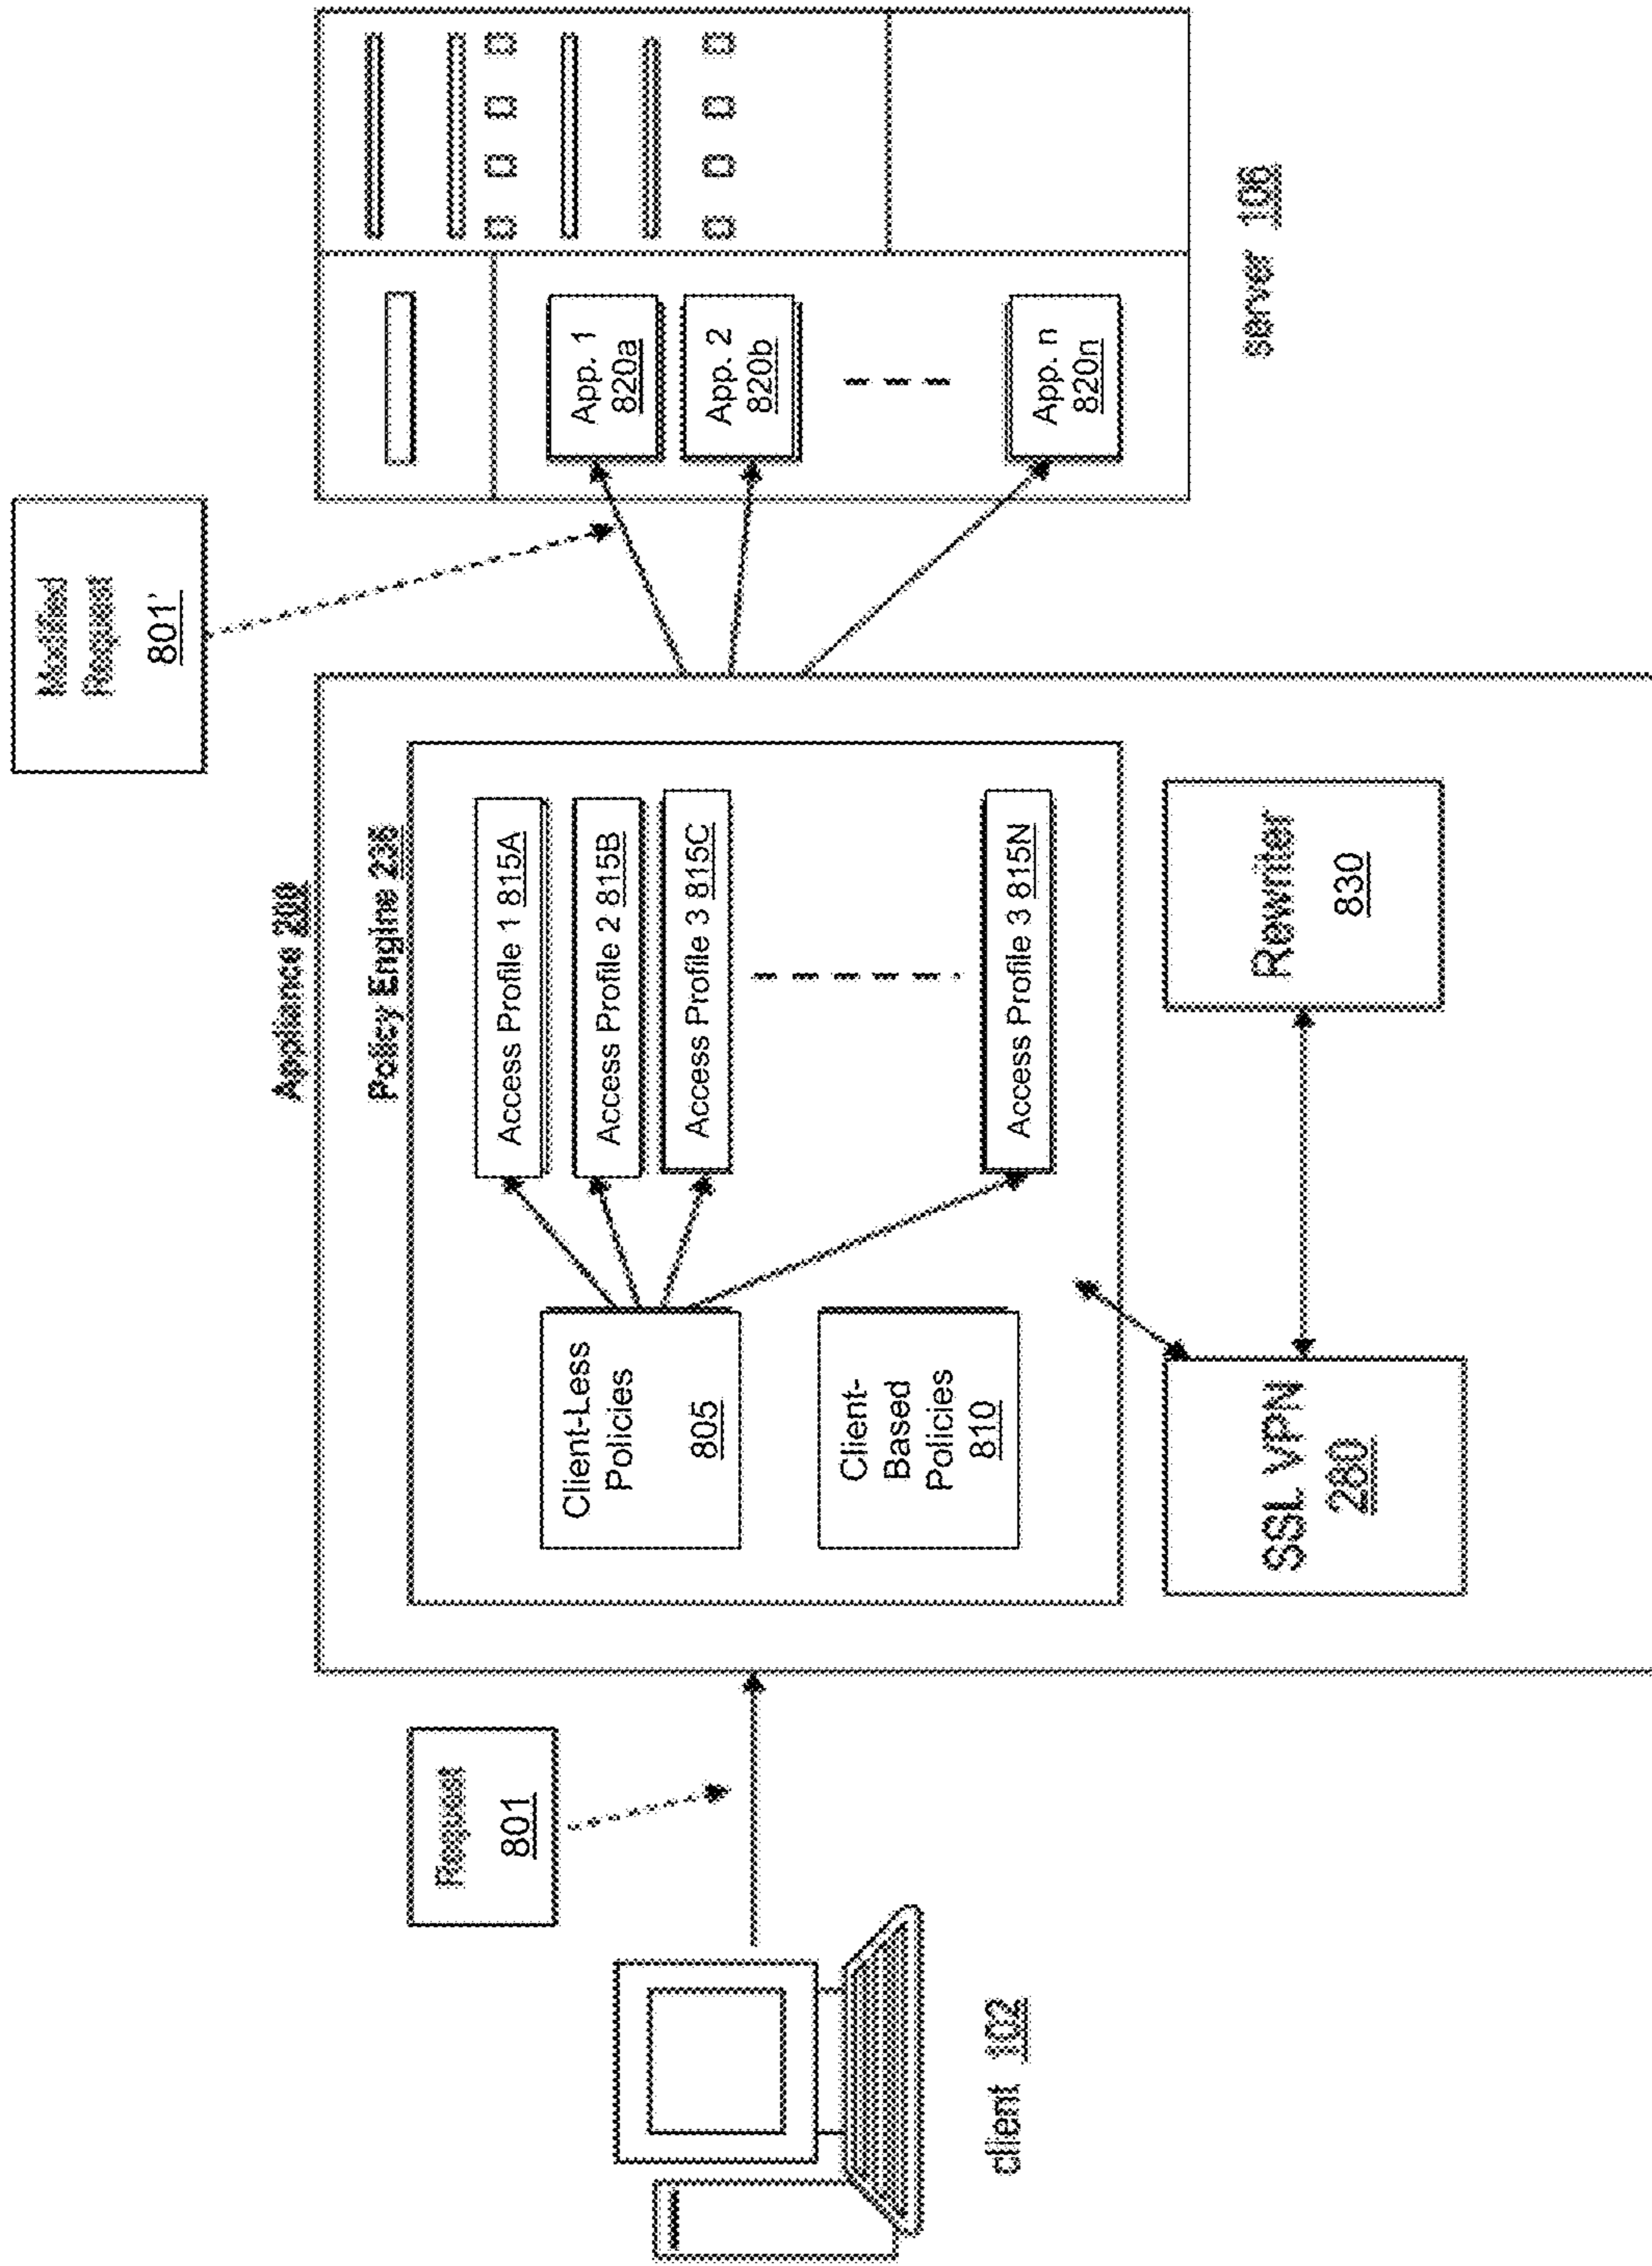 Modified
Request
801'
Appliance 200
Policy Engine 236
Request
801
Client-Less
Policies
805
Client-
Based
Policies
810
Access Profile 1 815A
Access Profile 2 815B
Access Profile 3 815C
Access Profile 3 815N
SSL VPN
280
Rewriter
830
App. 1
820a
App. 2
820b
App. n
820n
client 102
server 106